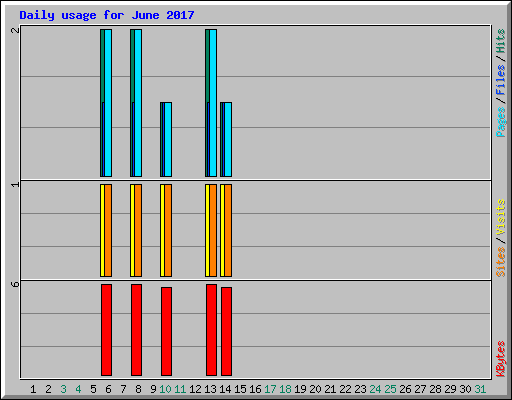 Daily usage for June 2017
2
1
6
Pages / Files / Hits
Sites / Visits
KBytes
1 2 3 4 5 6 7 8 9 10 11 12 13 14 15 16 17 18 19 20 21 22 23 24 25 26 27 28 29 30 31